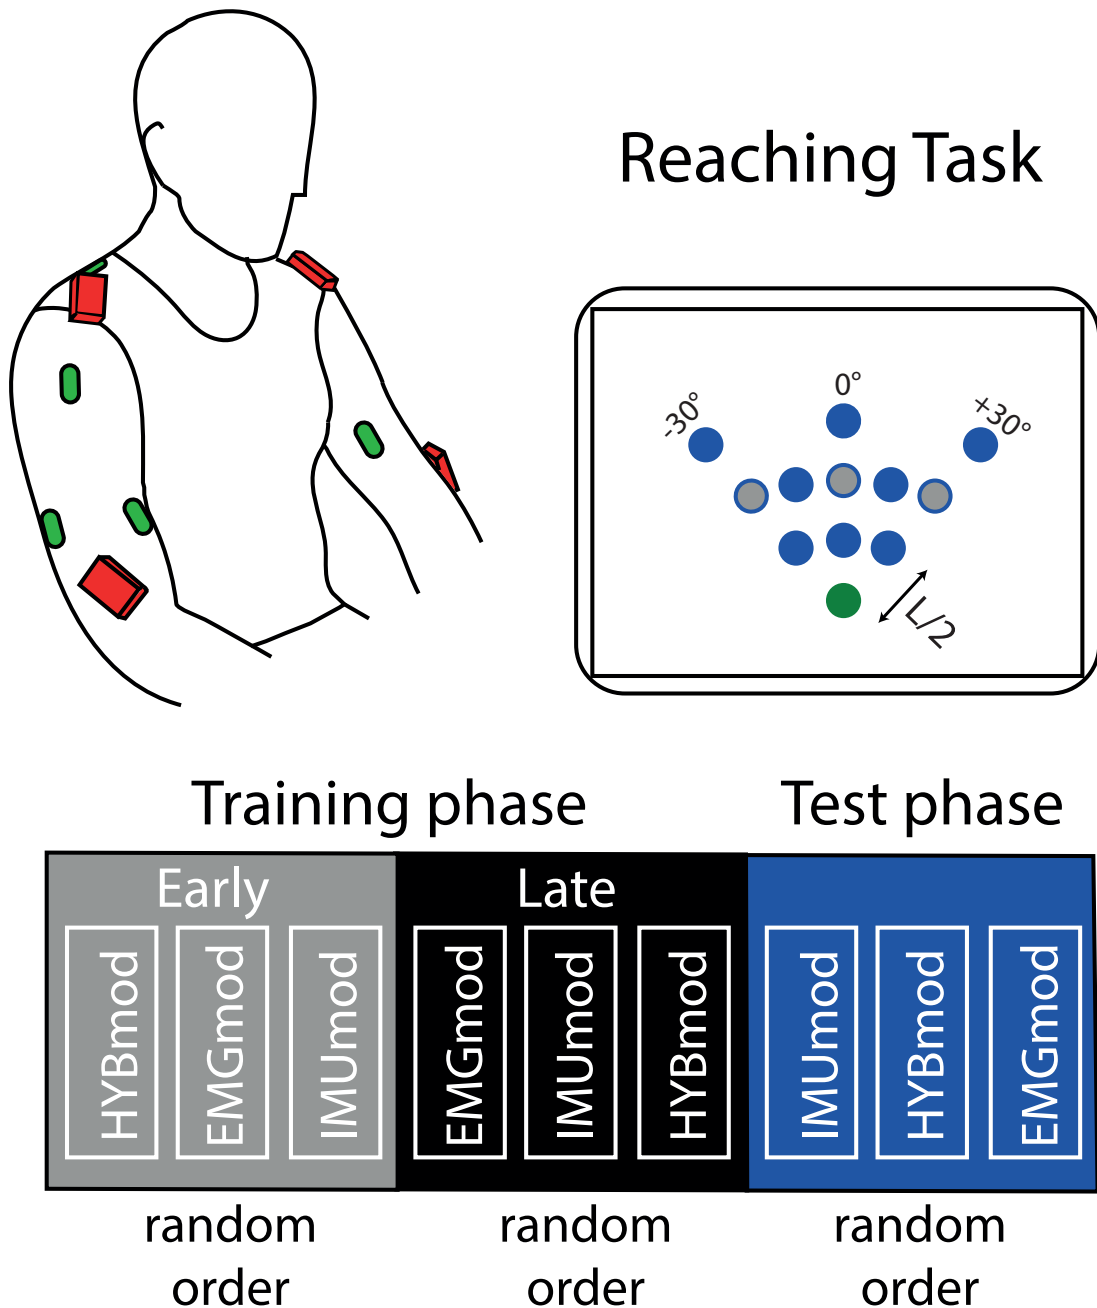 Reaching Task
-30°
0°
+30°
L/2
Training phase
Test phase
Early
Late
HYBmod
EMGmod
IMUmod
EMGmod
IMUmod
HYBmod
IMUmod
HYBmod
EMGmod
random
order
random
order
random
order